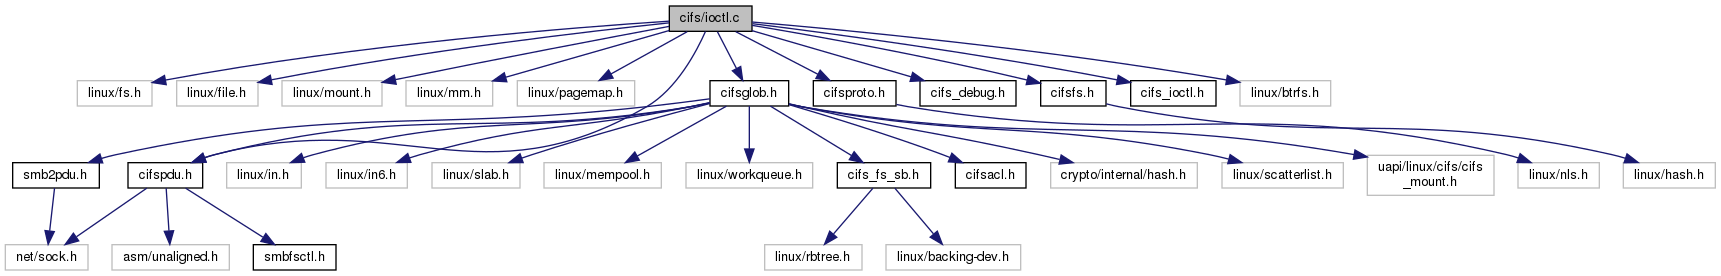 cifs/ioctl.c
linux/fs.h
linux/file.h
linux/mount.h
linux/mm.h
linux/pagemap.h
cifsglob.h
cifsproto.h
cifs_debug.h
cifsfs.h
cifs_ioctl.h
linux/btrfs.h
smb2pdu.h
cifspdu.h
linux/in.h
linux/in6.h
linux/slab.h
linux/mempool.h
linux/workqueue.h
cifs_fs_sb.h
cifsacl.h
crypto/internal/hash.h
linux/scatterlist.h
uapi/linux/cifs/cifs
_mount.h
linux/nls.h
linux/hash.h
net/sock.h
asm/unaligned.h
smbfsctl.h
linux/rbtree.h
linux/backing-dev.h